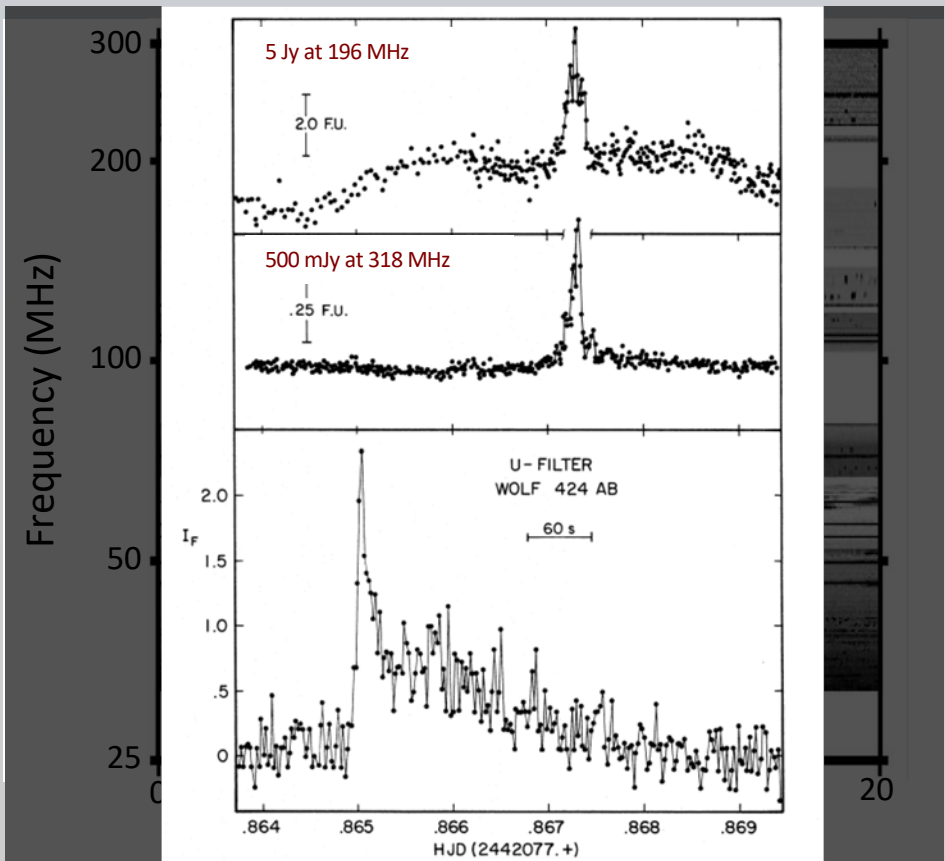 300
200
100
50
25
0
20
Frequency (MHz)
5 Jy at 196 MHz
2.0 F.U.
500 mJy at 318 MHz
.25 F.U.
U-FILTER
WOLF 424 AB
60 s
I_F
2.0
1.5
1.0
.5
0
.864 .865 .866 .867 .868 .869
HJD (2442077.+)